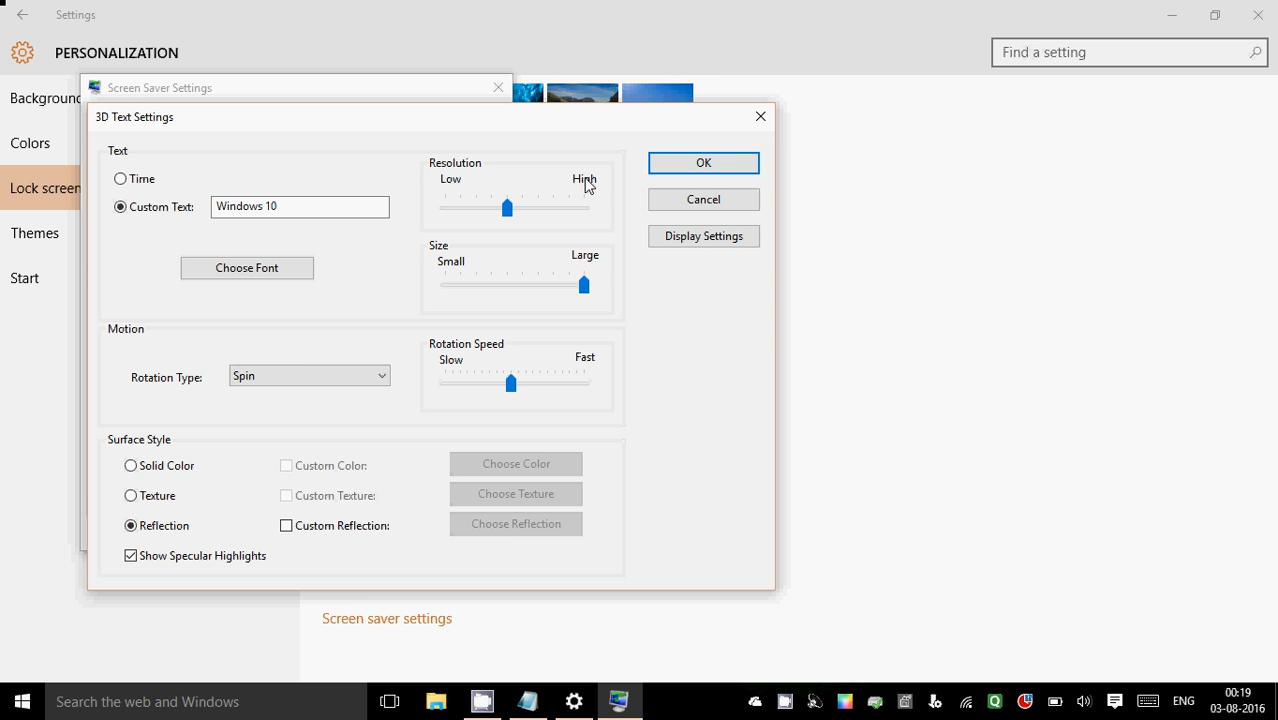 Settings
PERSONALIZATION
Find a setting
Background
Colors
Lock screen
Themes
Start
Screen Saver Settings
3D Text Settings
Text
Time
Custom Text:
Windows 10
Choose Font
Resolution
Low
High
Size
Small
Large
OK
Cancel
Display Settings
Motion
Rotation Type:
Spin
Rotation Speed
Slow
Fast
Surface Style
Solid Color
Custom Color:
Choose Color
Texture
Custom Texture:
Choose Texture
Reflection
Custom Reflection:
Choose Reflection
Show Specular Highlights
Screen saver settings
Search the web and Windows
ENG
00:19
03-08-2016